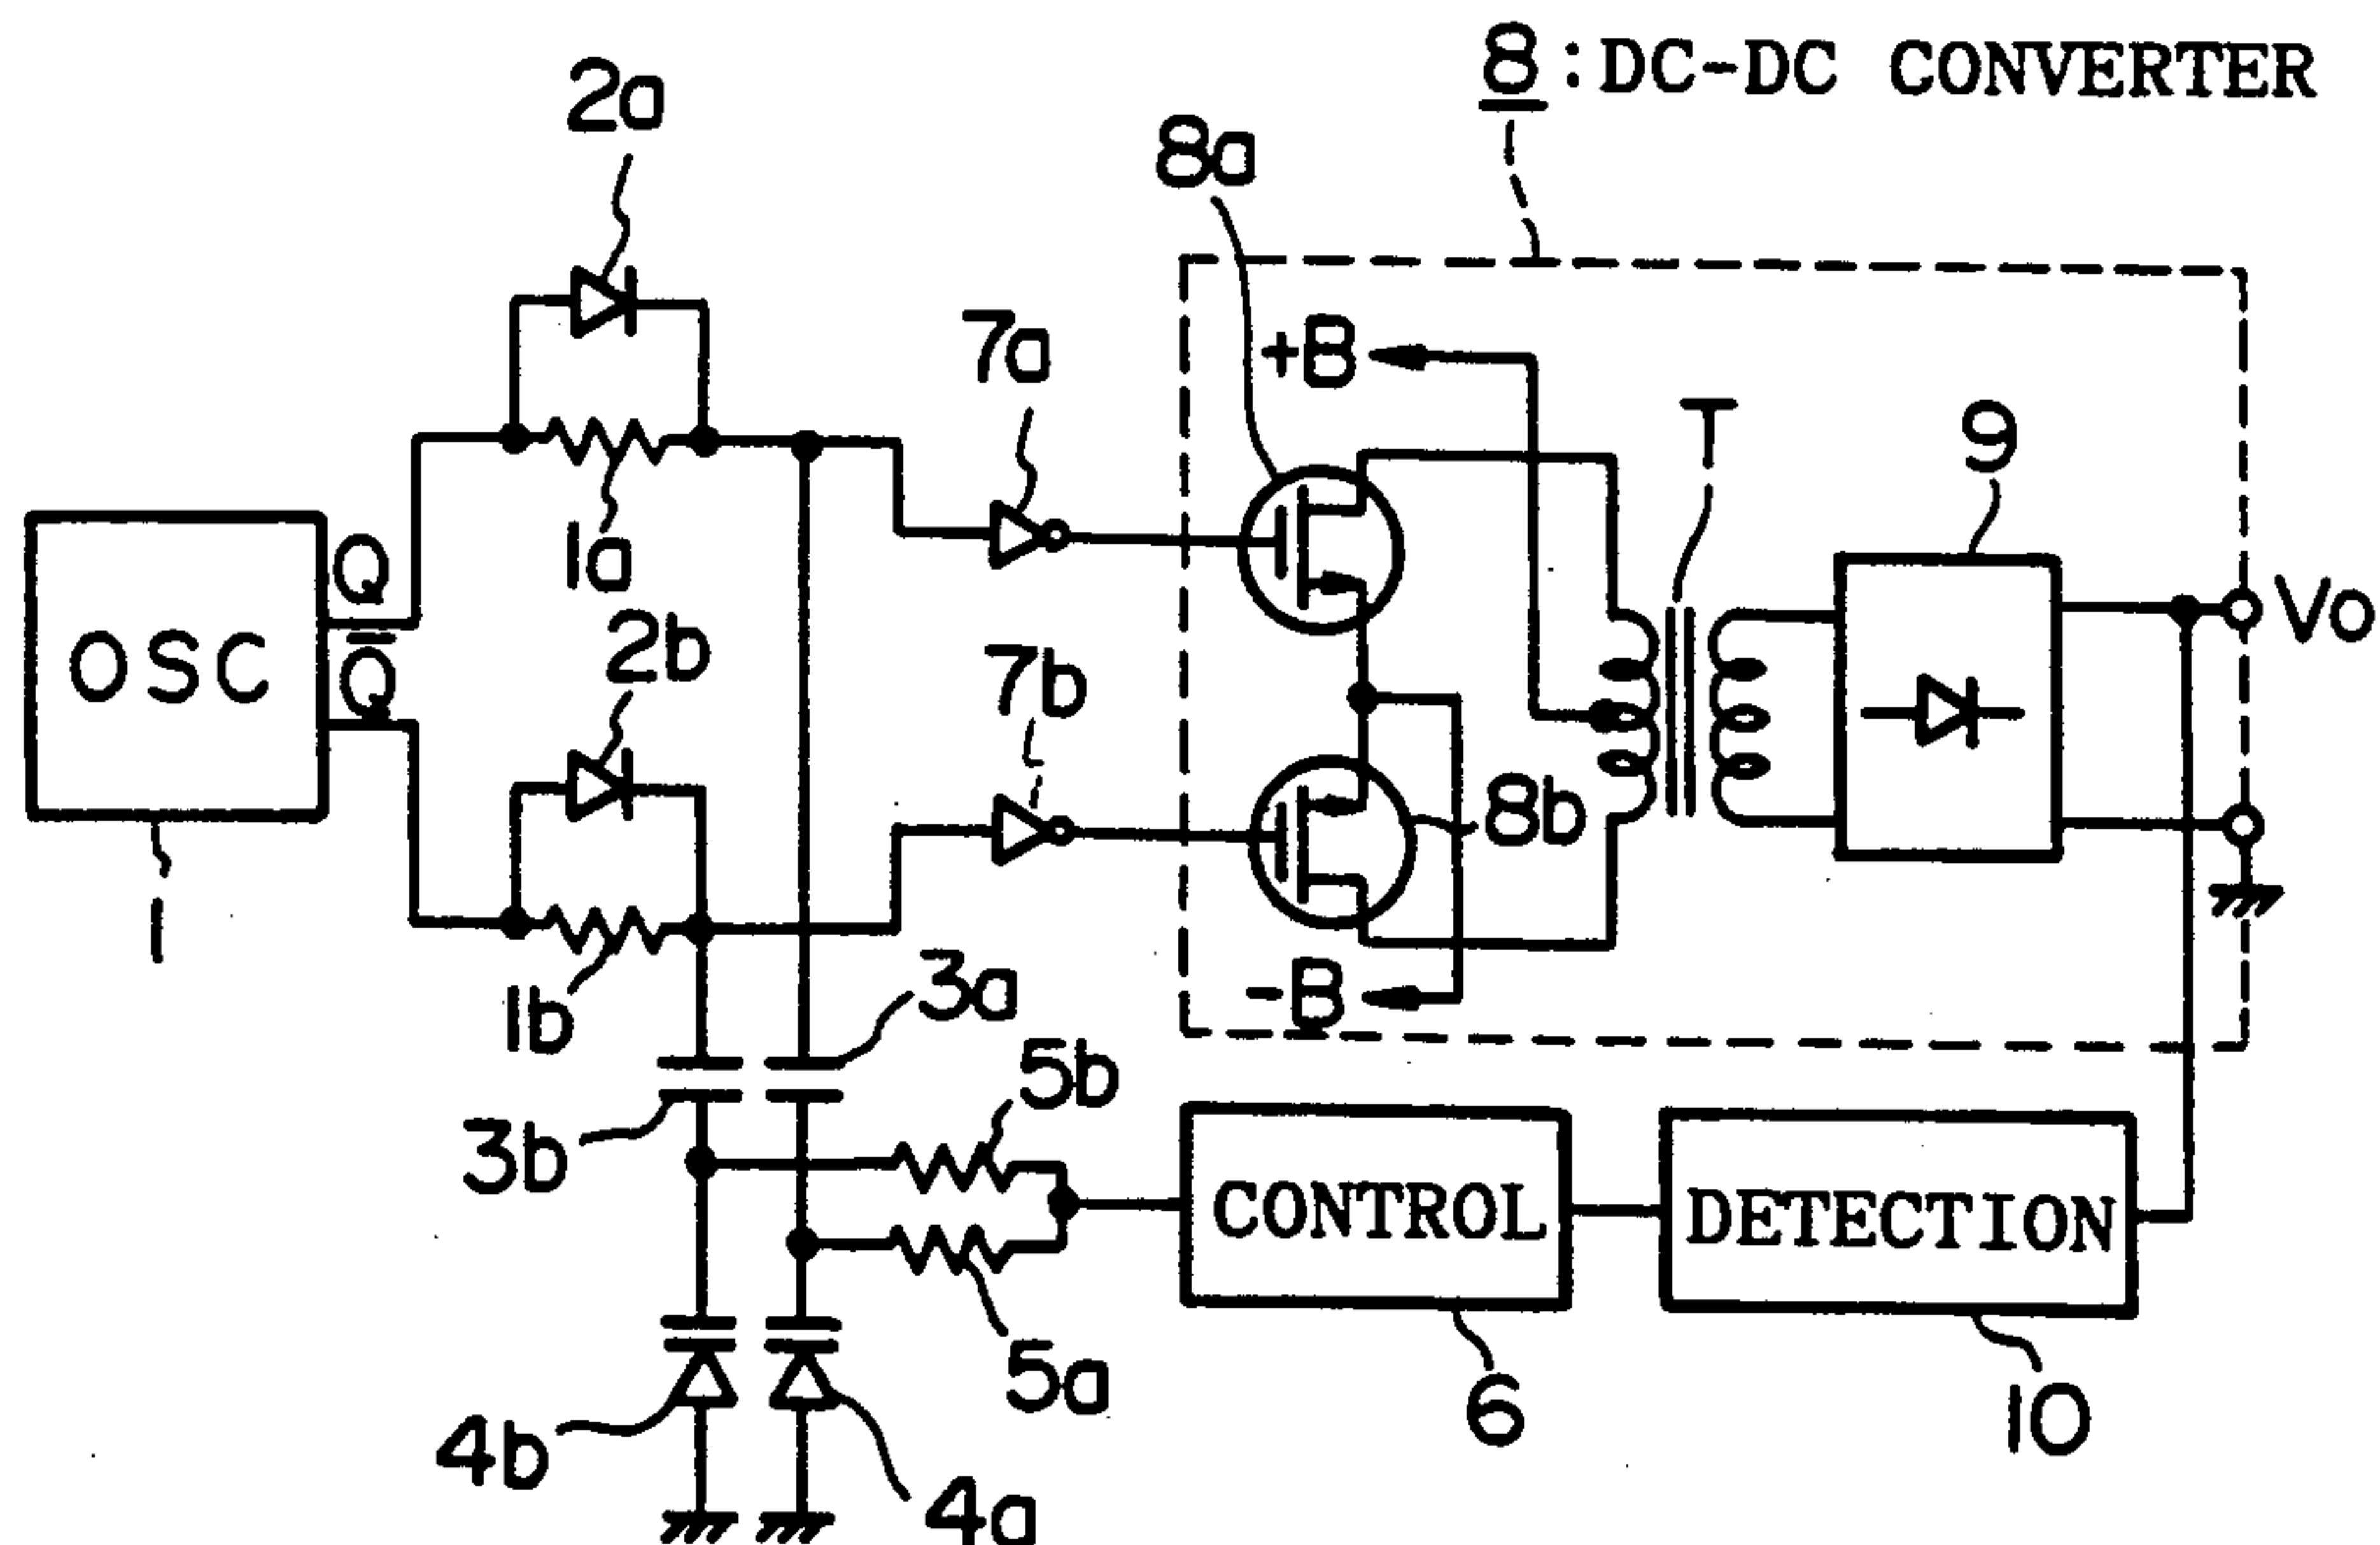 8 : DC-DC CONVERTER
2a
8a
7a
+B
T
9
Q
1a
OSC
Q̅
2b
7b
Vo
8b
1
1b
3a
-B
5b
3b
CONTROL
DETECTION
5a
6
10
4b
4a